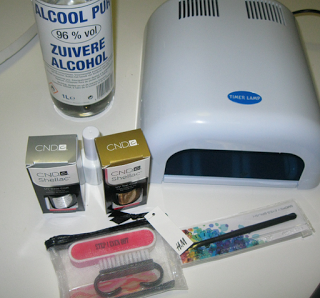 ALCOOL PUR
96 % vol
ZUIVERE
ALCOHOL
TIMER LAMP
CND
Shellac
CND
Shellac
H&M